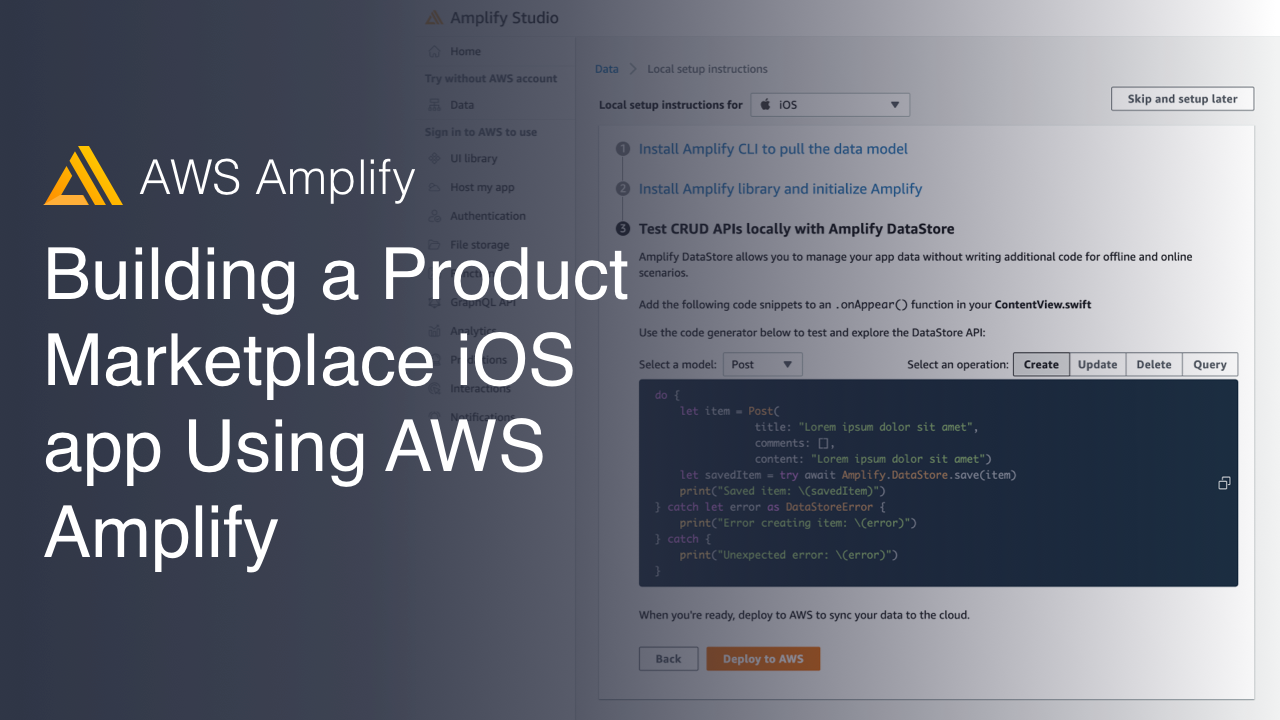 Amplify Studio
Home
Try without AWS account
Data
Sign in to AWS to use
UI library
Host my app
Authentication
File storage
GraphQL API
Analytics
Predictions
Interactions
Notifications
AWS Amplify
Building a Product
Marketplace iOS
app Using AWS
Amplify
Data > Local setup instructions
Local setup instructions for iOS
Skip and setup later
1 Install Amplify CLI to pull the data model
2 Install Amplify library and initialize Amplify
3 Test CRUD APIs locally with Amplify DataStore
Amplify DataStore allows you to manage your app data without writing additional code for offline and online
scenarios.
Add the following code snippets to an .onAppear() function in your ContentView.swift
Use the code generator below to test and explore the DataStore API:
Select a model: Post Select an operation: Create Update Delete Query
do {
    let item = Post(
                title: "Lorem ipsum dolor sit amet",
                comments: [],
                content: "Lorem ipsum dolor sit amet")
    let savedItem = try await Amplify.DataStore.save(item)
    print("Saved item: \(savedItem)")
} catch let error as DataStoreError {
    print("Error creating item: \(error)")
} catch {
    print("Unexpected error: \(error)")
}
When you're ready, deploy to AWS to sync your data to the cloud.
Back Deploy to AWS